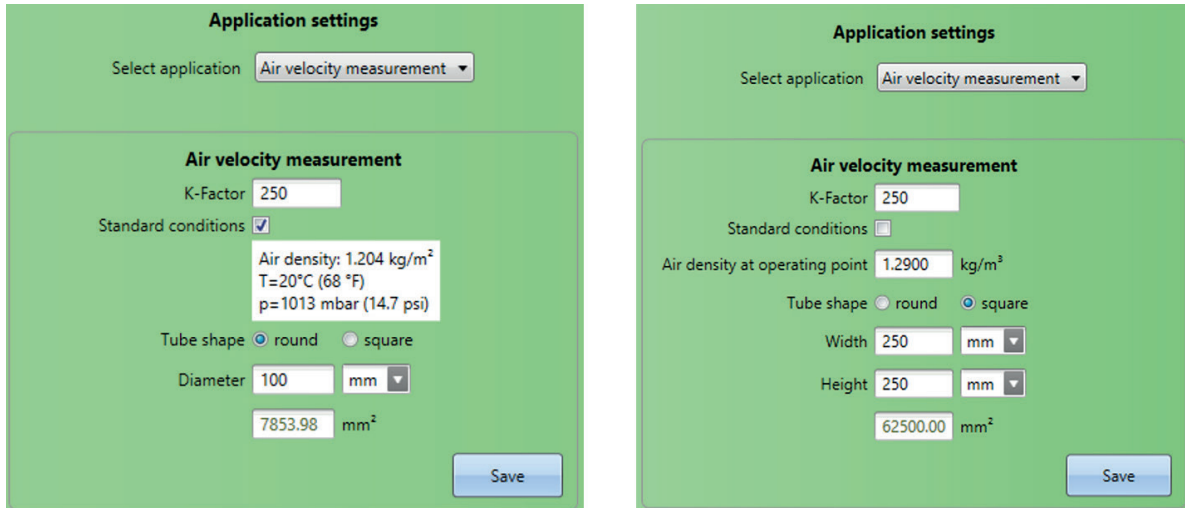 Application settings
Select application Air velocity measurement
Air velocity measurement
K-Factor 250
Standard conditions
Air density: 1.204 kg/m²
T=20°C (68 °F)
p=1013 mbar (14.7 psi)
Tube shape round square
Diameter 100 mm
7853.98 mm²
Save
Application settings
Select application Air velocity measurement
Air velocity measurement
K-Factor 250
Standard conditions
Air density at operating point 1.2900 kg/m³
Tube shape round square
Width 250 mm
Height 250 mm
62500.00 mm²
Save